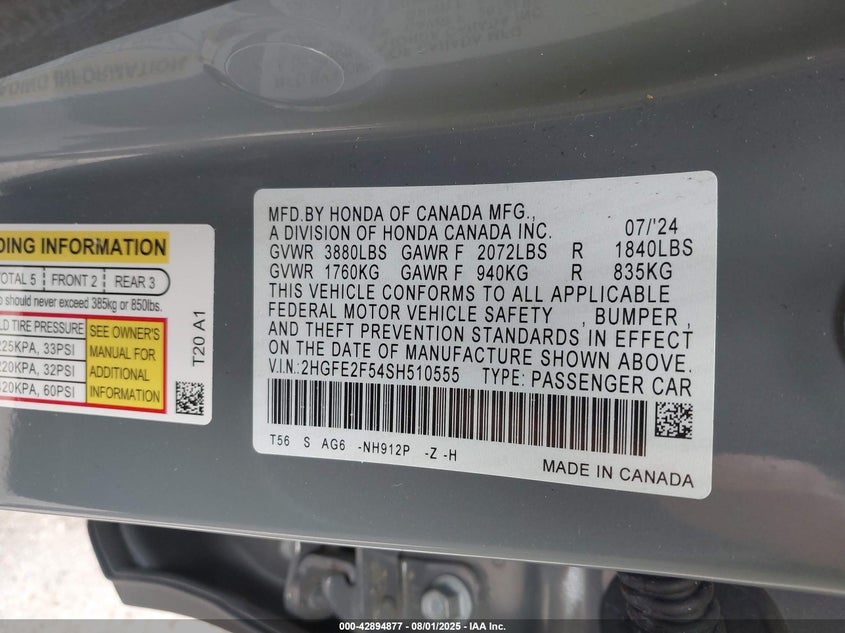 MFD.BY HONDA OF CANADA MFG.,
A DIVISION OF HONDA CANADA INC. 07/'24
GVWR 3880LBS GAWR F 2072LBS R 1840LBS
GVWR 1760KG GAWR F 940KG R 835KG
THIS VEHICLE CONFORMS TO ALL APPLICABLE
FEDERAL MOTOR VEHICLE SAFETY , BUMPER ,
AND THEFT PREVENTION STANDARDS IN EFFECT
ON THE DATE OF MANUFACTURE SHOWN ABOVE.
V.I.N.: 2HGFE2F54SH510555 TYPE: PASSENGER CAR
T56 S AG6 -NH912P -Z -H
MADE IN CANADA
DING INFORMATION
OTAL 5 FRONT 2 REAR 3
o should never exceed 385kg or 850lbs.
LD TIRE PRESSURE
225KPA, 33PSI
220KPA, 32PSI
420KPA, 60PSI
SEE OWNER'S
MANUAL FOR
ADDITIONAL
INFORMATION
T20 A1
000-42894877 - 08/01/2025 - IAA Inc.